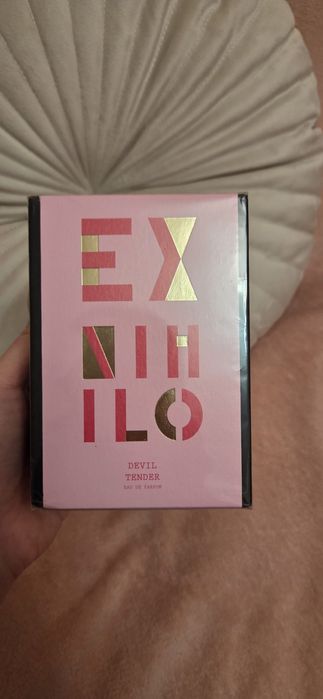 EX
NIH
ILO
DEVIL
TENDER
EAU DE PARFUM